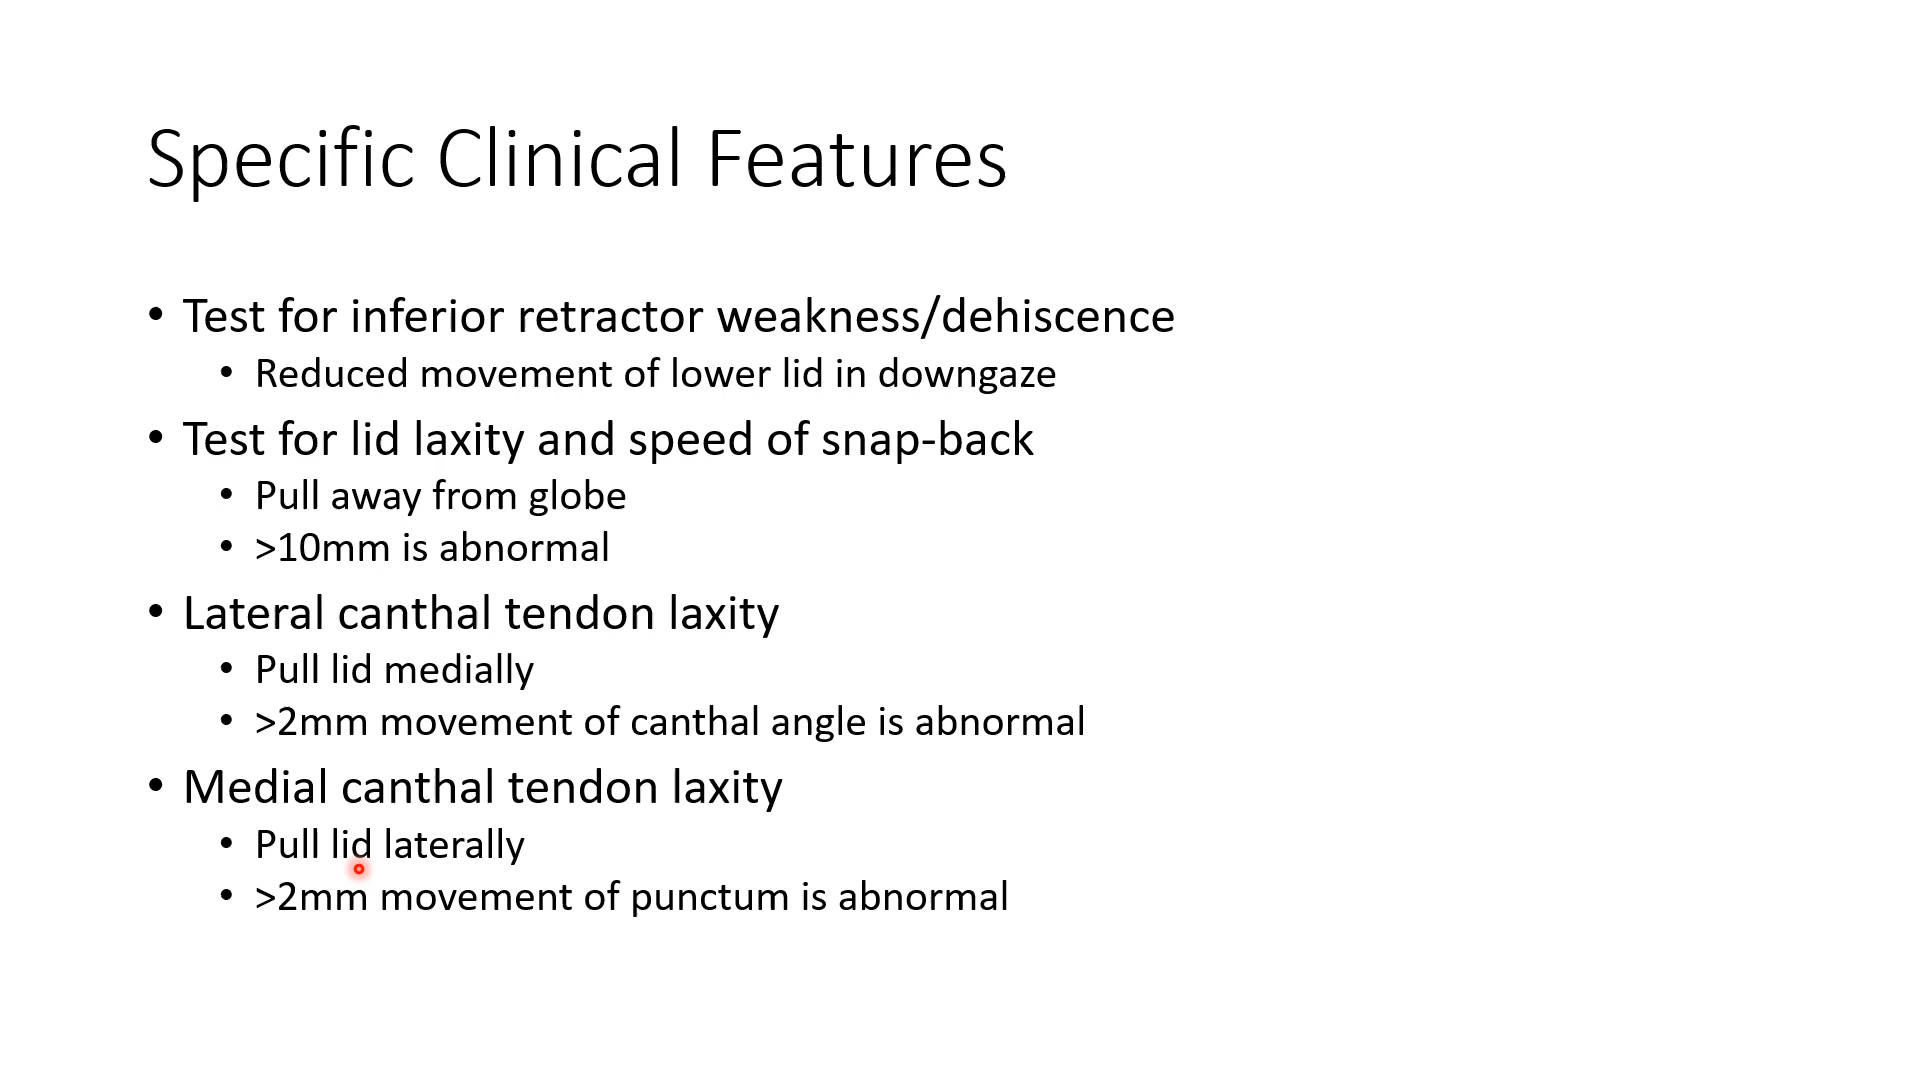 Specific Clinical Features
• Test for inferior retractor weakness/dehiscence
• Reduced movement of lower lid in downgaze
• Test for lid laxity and speed of snap-back
• Pull away from globe
• >10mm is abnormal
• Lateral canthal tendon laxity
• Pull lid medially
• >2mm movement of canthal angle is abnormal
• Medial canthal tendon laxity
• Pull lid laterally
• >2mm movement of punctum is abnormal